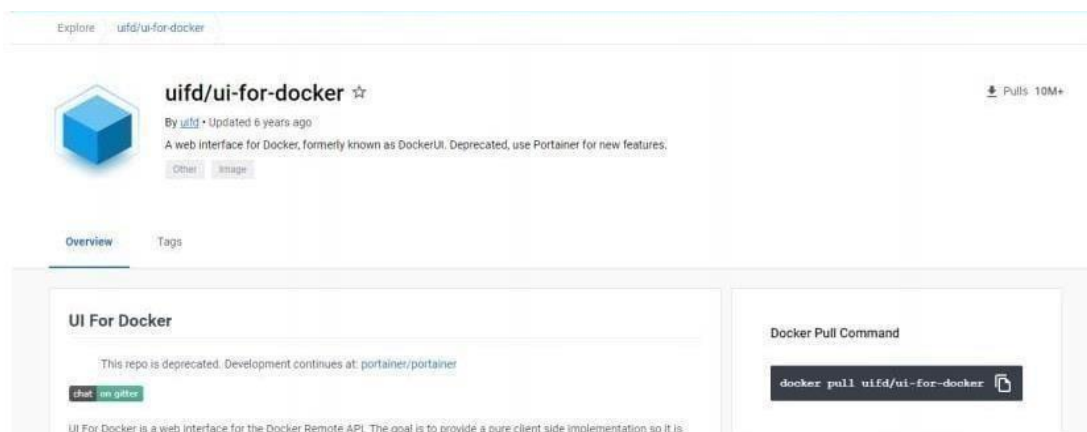 Explore uifd/ui-for-docker
uifd/ui-for-docker
Pulls 10M+
By uifd • Updated 6 years ago
A web interface for Docker, formerly known as DockerUI. Deprecated, use Portainer for new features.
Other Image
Overview Tags
UI For Docker
Docker Pull Command
This repo is deprecated. Development continues at: portainer/portainer
docker pull uifd/ui-for-docker
chat on gitter
UI For Docker is a web interface for the Docker Remote API. The goal is to provide a pure client side implementation so it is